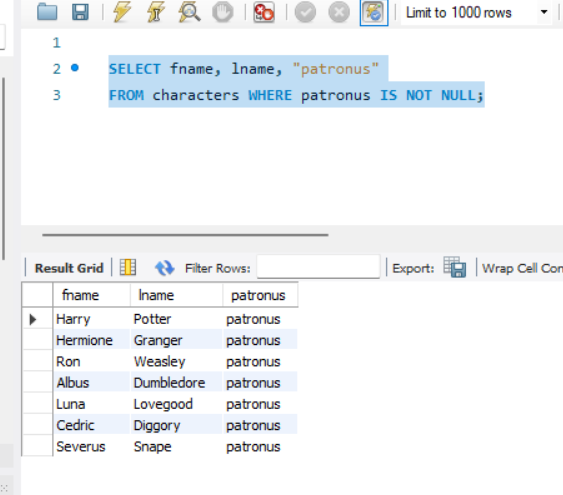 Limit to 1000 rows
1
2 SELECT fname, lname, "patronus"
3 FROM characters WHERE patronus IS NOT NULL;
Result Grid Filter Rows: Export: Wrap Cell Con
fname lname patronus
Harry Potter patronus
Hermione Granger patronus
Ron Weasley patronus
Albus Dumbledore patronus
Luna Lovegood patronus
Cedric Diggory patronus
Severus Snape patronus